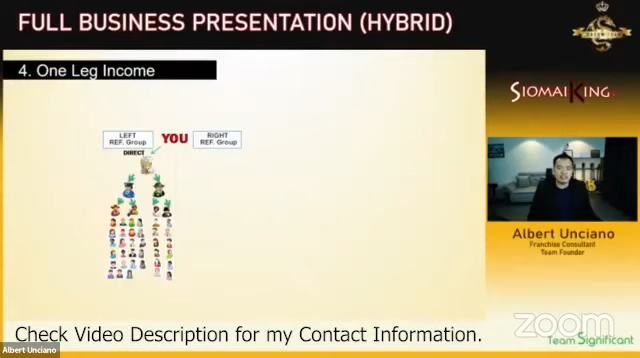 FULL BUSINESS PRESENTATION (HYBRID)
4. One Leg Income
LEFT
REF. Group
YOU
RIGHT
REF. Group
DIRECT
SIOMAI KING
Albert Unciano
Franchise Consultant
Team Founder
zoom
Check Video Description for my Contact Information.
Albert Unciano
Team Significant